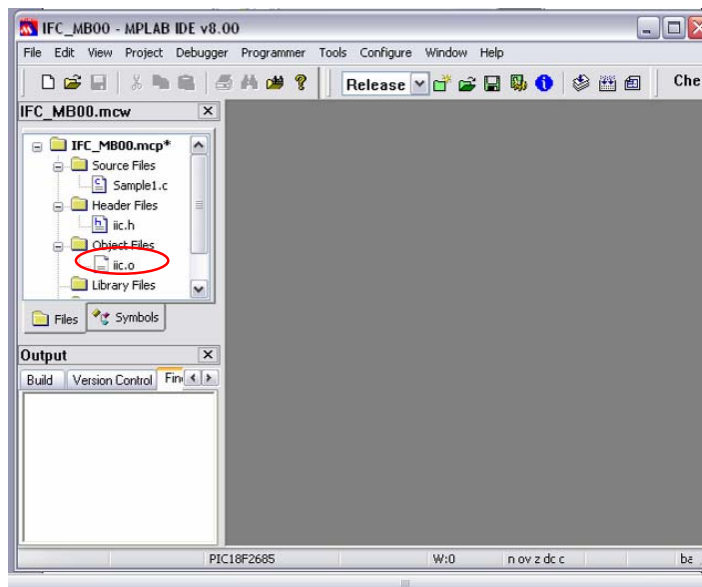 IFC_MB00 - MPLAB IDE v8.00
File Edit View Project Debugger Programmer Tools Configure Window Help
Release
Che
IFC_MB00.mcw
IFC_MB00.mcp*
Source Files
Sample1.c
Header Files
iic.h
Object Files
iic.o
Library Files
Files Symbols
Output
Build Version Control Fin
PIC18F2685 W:0 n ov z dc c ba